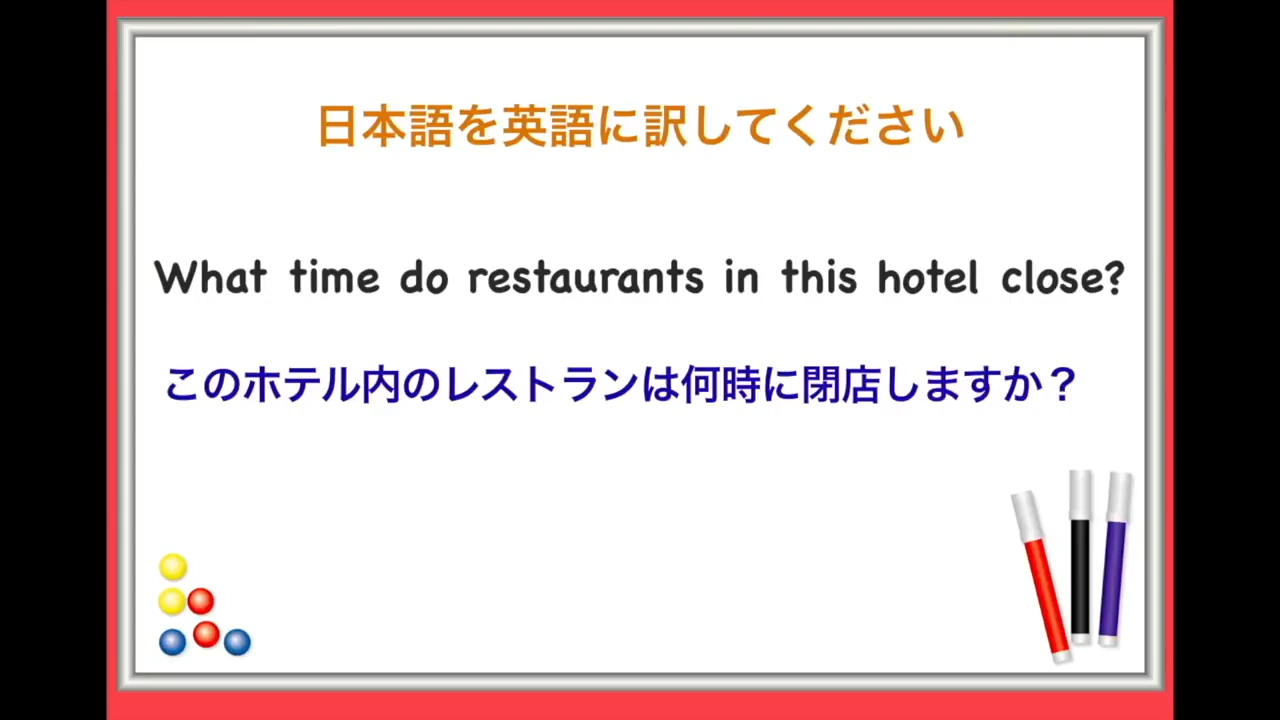 日本語を英語に訳してください
What time do restaurants in this hotel close?
このホテル内のレストランは何時に閉店しますか？